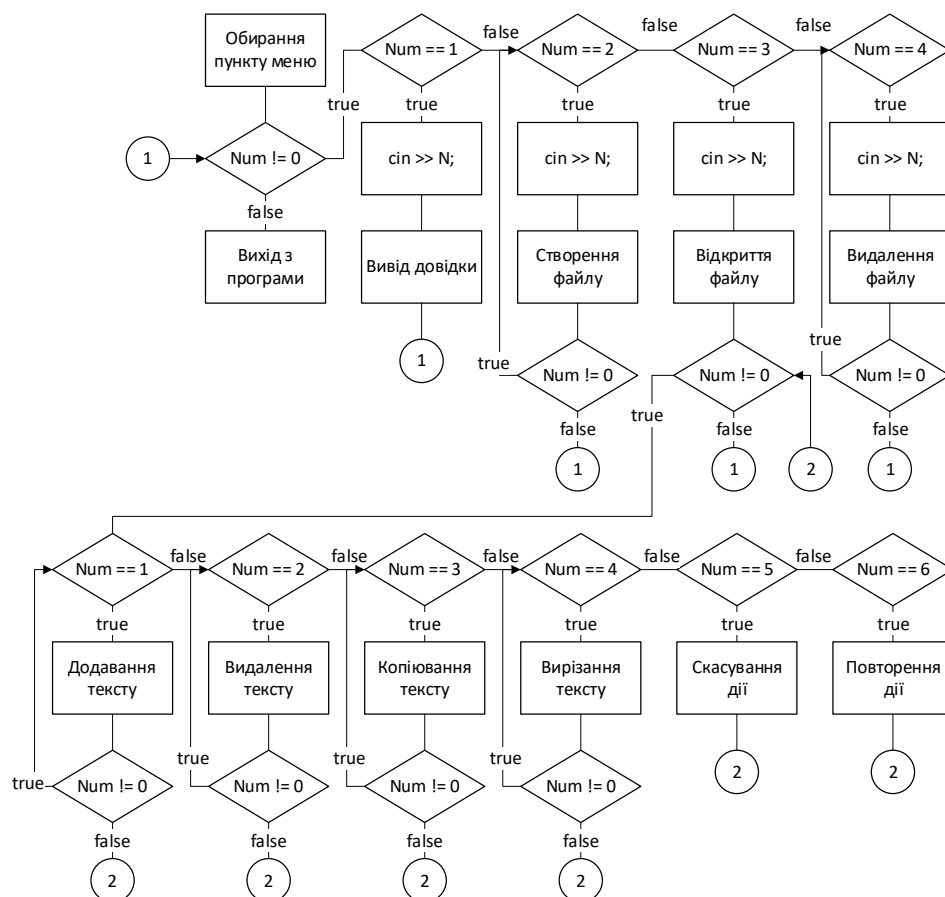 Обирання
пункту меню
Num == 1
false
Num == 2
false
Num == 3
false
Num == 4
true
true
true
true
true
1
Num != 0
cin >> N;
cin >> N;
cin >> N;
cin >> N;
false
Вихід з
програми
Вивід довідки
Створення
файлу
Відкриття
файлу
Видалення
файлу
1
true
Num != 0
Num != 0
true
Num != 0
true
false
false
false
1
1
2
1
Num == 1
false
Num == 2
false
Num == 3
false
Num == 4
false
Num == 5
false
Num == 6
true
true
true
true
true
true
Додавання
тексту
Видалення
тексту
Копіювання
тексту
Вирізання
тексту
Скасування
дії
Повторення
дії
true
Num != 0
true
Num != 0
true
Num != 0
true
Num != 0
2
2
false
false
false
false
2
2
2
2